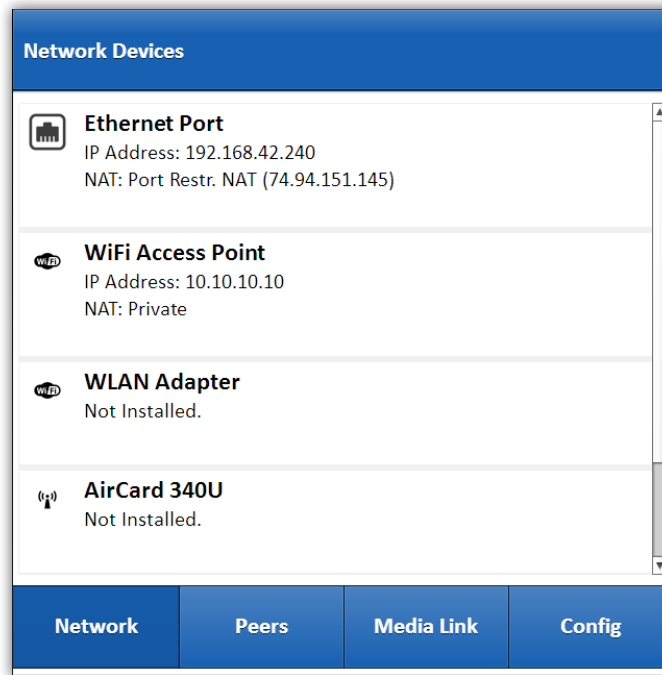 Network Devices
Ethernet Port
IP Address: 192.168.42.240
NAT: Port Restr. NAT (74.94.151.145)
WiFi
WiFi Access Point
IP Address: 10.10.10.10
NAT: Private
WiFi
WLAN Adapter
Not Installed.
AirCard 340U
Not Installed.
Network
Peers
Media Link
Config